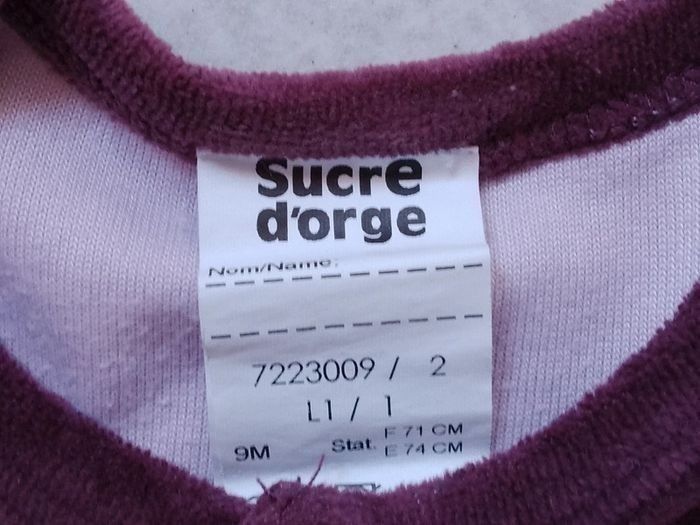 Sucre
d'orge
Nom/Name:
7223009 / 2
L1 / 1
F 71 CM
9M Stat. E 74 CM